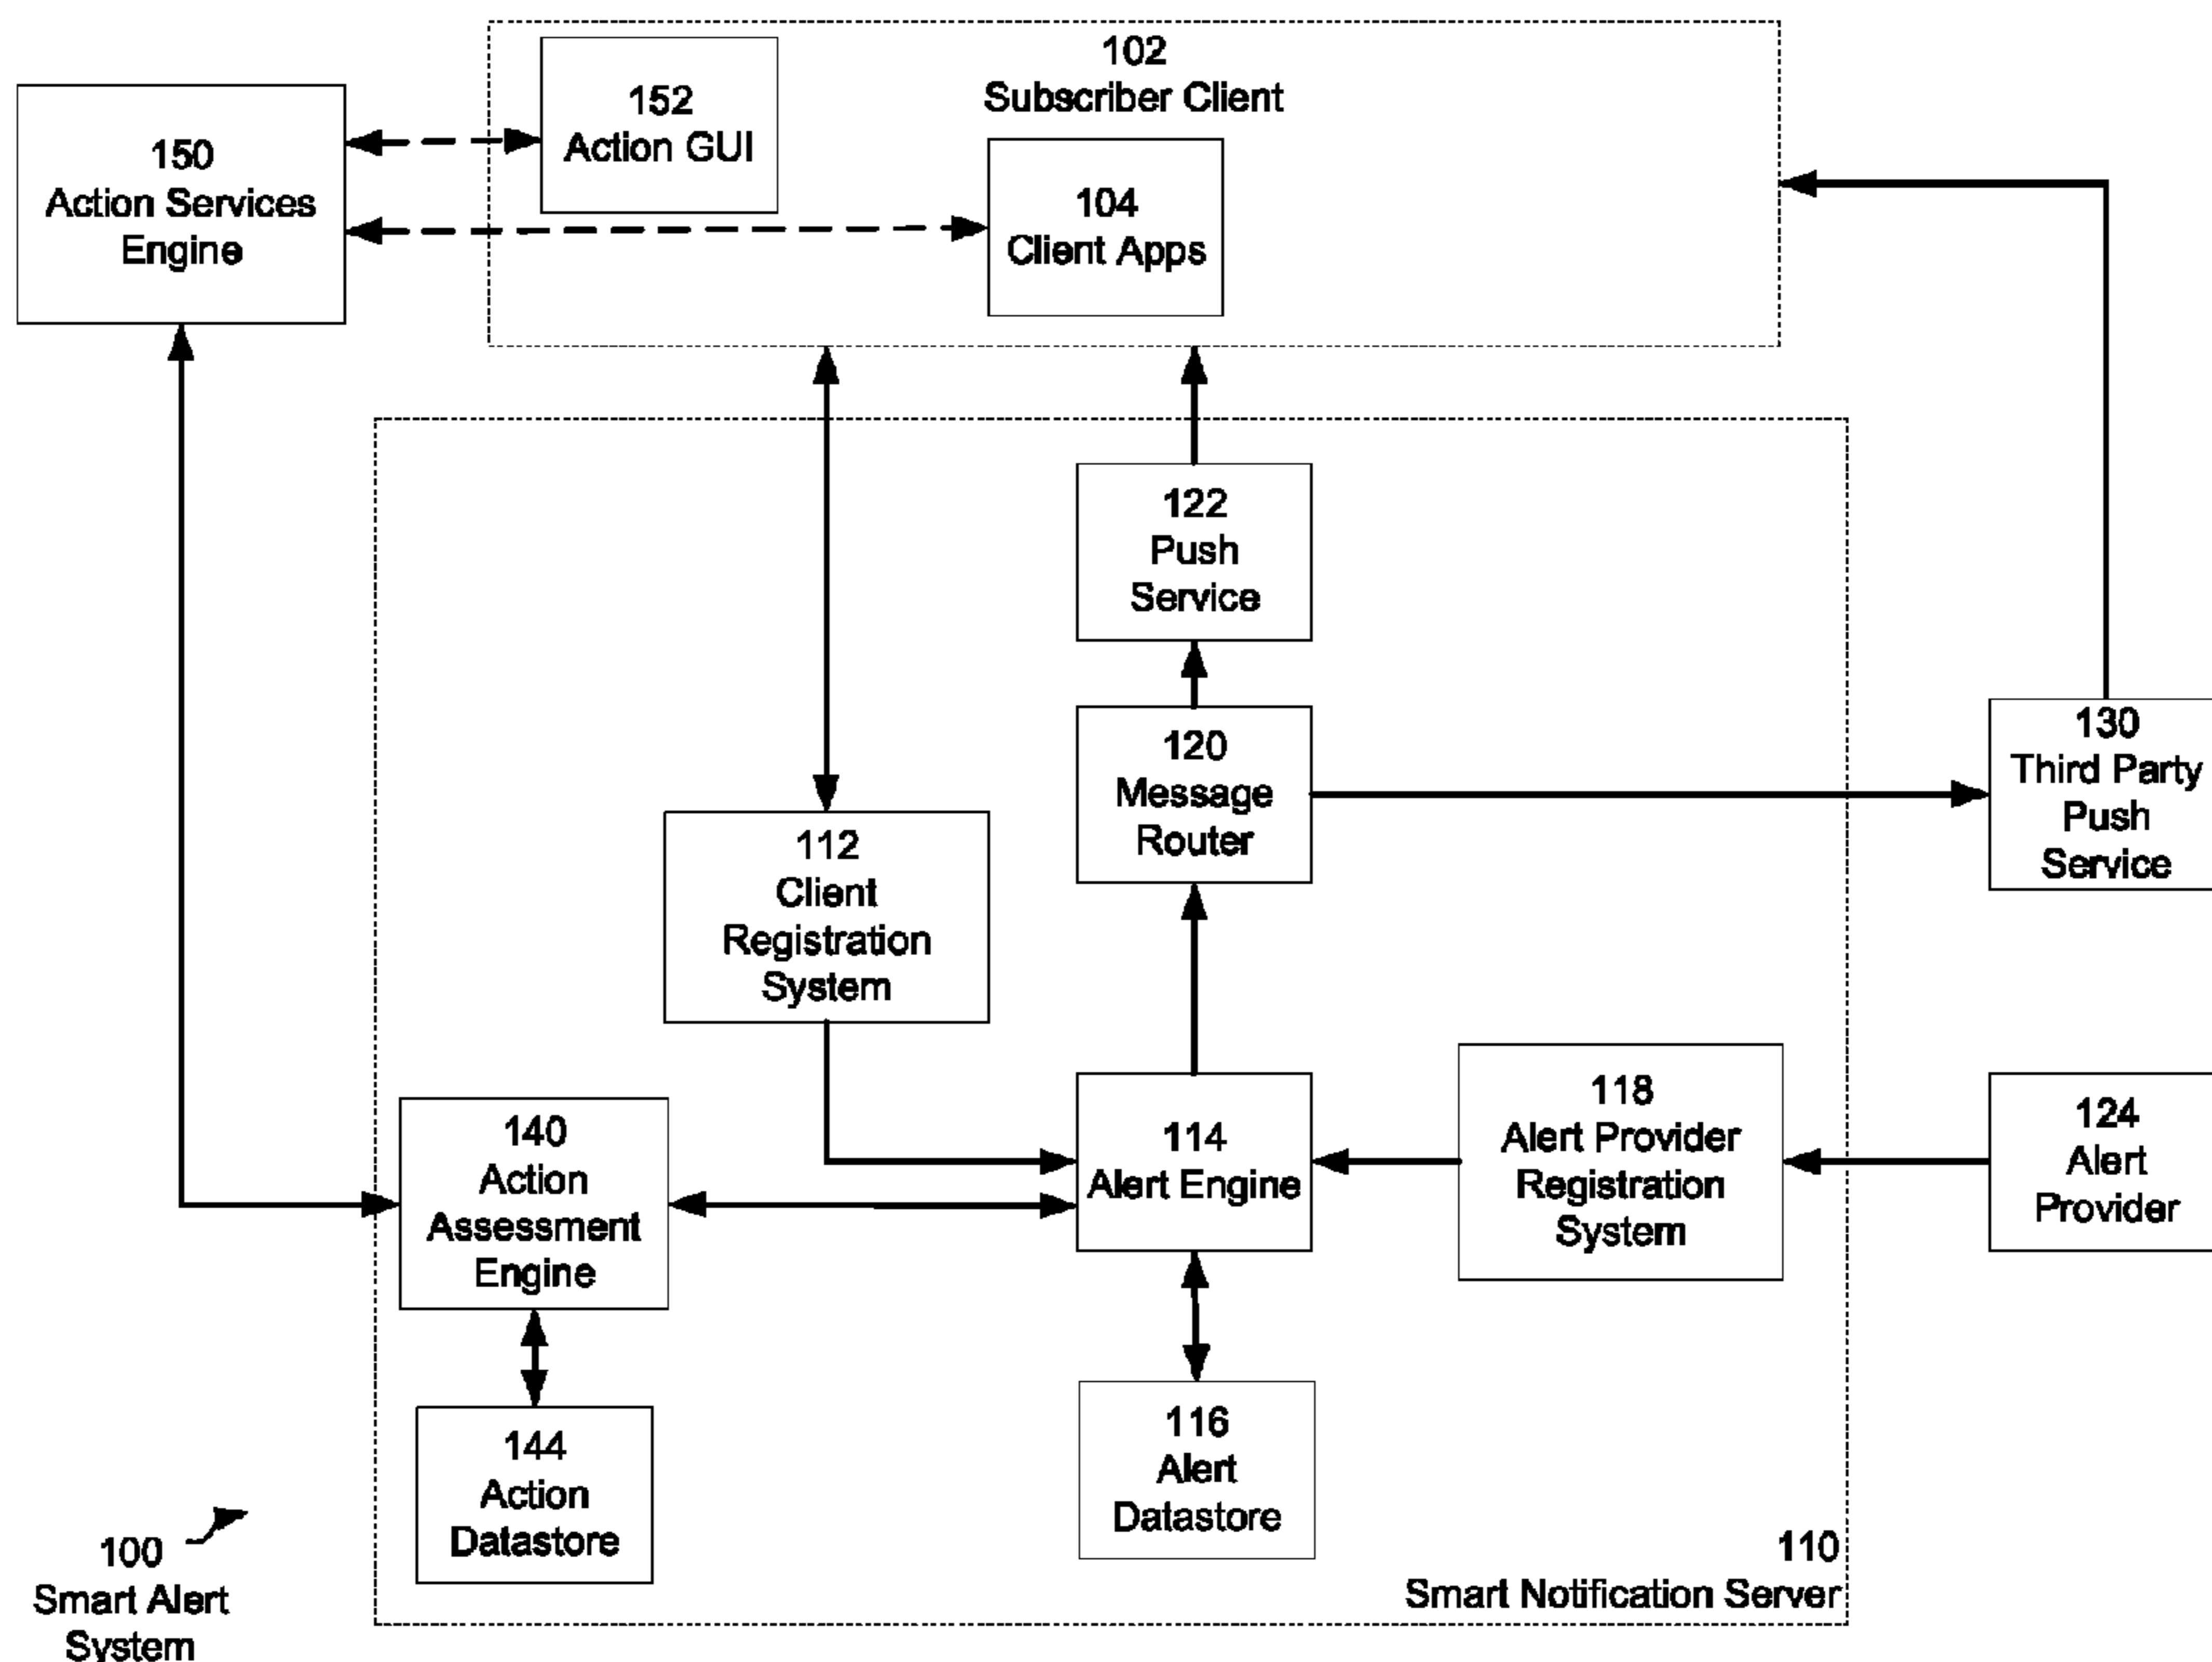 102
Subscriber Client
152
Action GUI
150
Action Services
Engine
104
Client Apps
122
Push
Service
120
Message
Router
130
Third Party
Push
Service
112
Client
Registration
System
114
Alert Engine
118
Alert Provider
Registration
System
124
Alert
Provider
140
Action
Assessment
Engine
144
Action
Datastore
116
Alert
Datastore
110
Smart Notification Server
100
Smart Alert
System